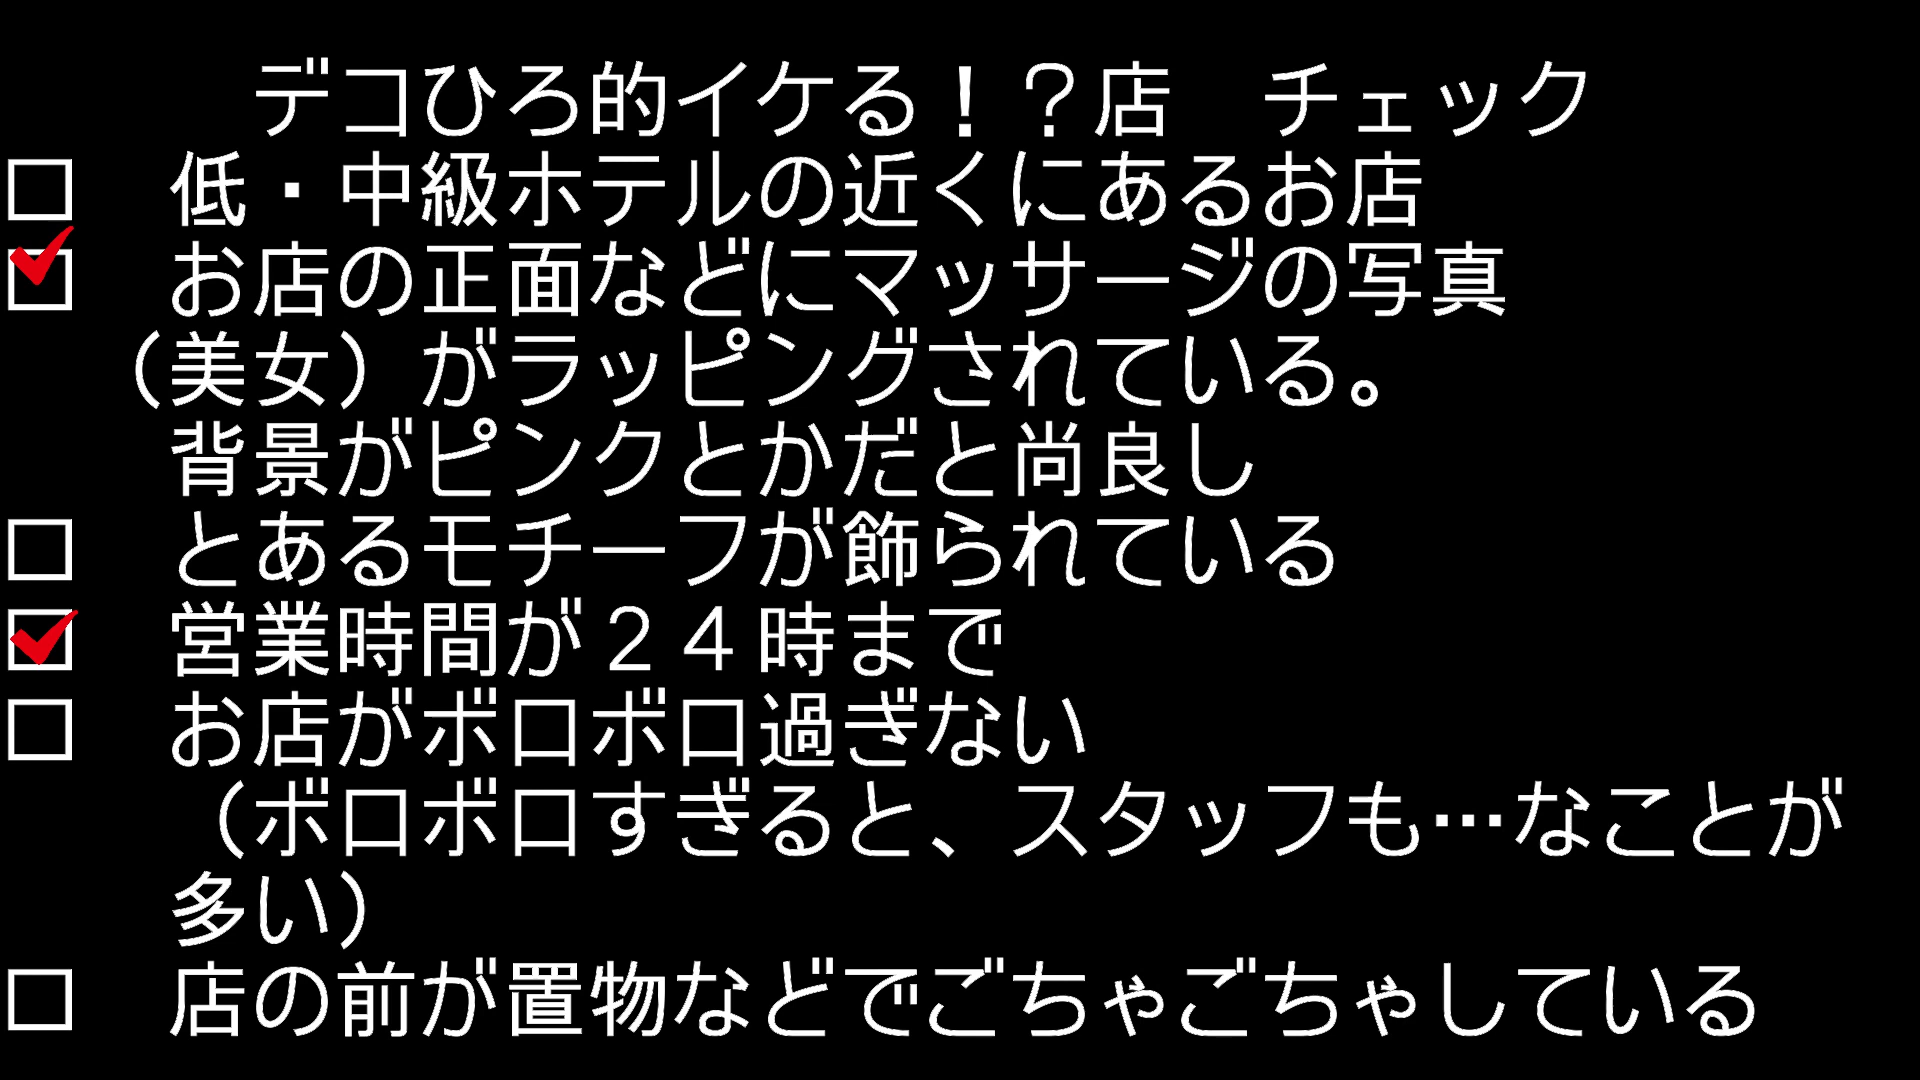 デコひろ的イケる！？店　チェック
□　低・中級ホテルの近くにあるお店
☑　お店の正面などにマッサージの写真
（美女）がラッピングされている。
背景がピンクとかだと尚良し
□　とあるモチーフが飾られている
☑　営業時間が２４時まで
□　お店がボロボロ過ぎない
（ボロボロすぎると、スタッフも…なことが
多い）
□　店の前が置物などでごちゃごちゃしている